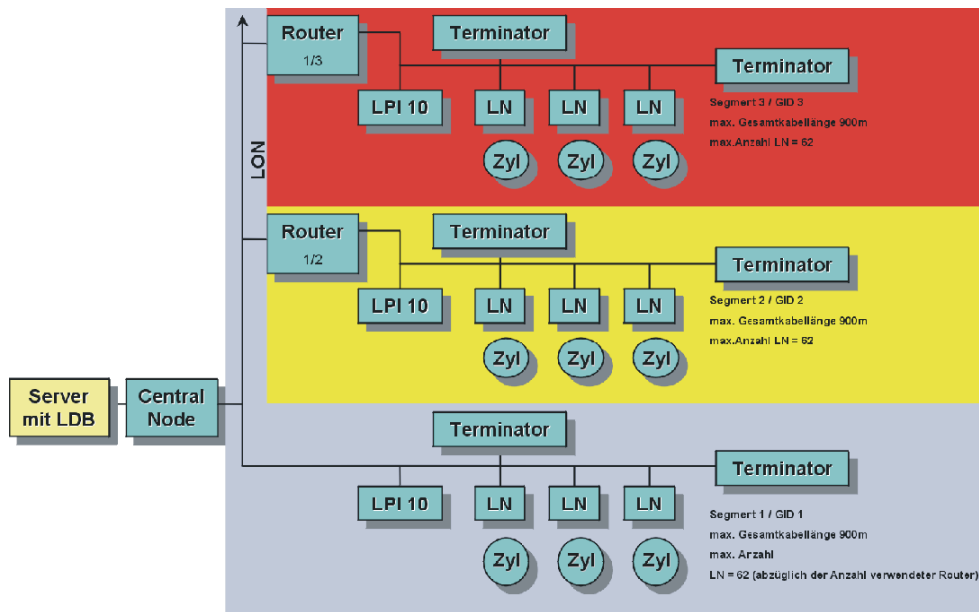 Router
1/3
Terminator
Terminator
LPI 10
LN
LN
LN
Segmert 3 / GID 3
max. Gesamtkabellänge 900m
max.Anzahl LN = 62
Zyl
Zyl
Zyl
LON
Router
1/2
Terminator
Terminator
LPI 10
LN
LN
LN
Segmert 2 / GID 2
max. Gesamtkabellänge 900m
max.Anzahl LN = 62
Zyl
Zyl
Zyl
Server
mit LDB
Central
Node
Terminator
Terminator
LPI 10
LN
LN
LN
Segmert 1 / GID 1
max. Gesamtkabellänge 900m
max. Anzahl
LN = 62 (abzüglich der Anzahl verwendeter Router)
Zyl
Zyl
Zyl